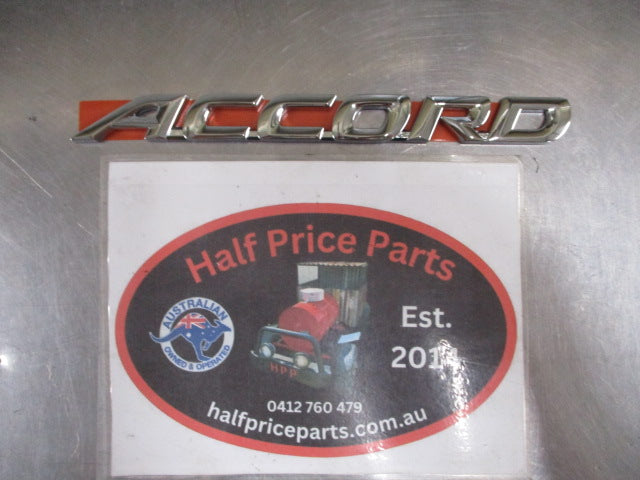 ACCORD
Half Price Parts
AUSTRALIAN
OWNED & OPERATED
Est.
HPP
0412 760 479
halfpriceparts.com.au